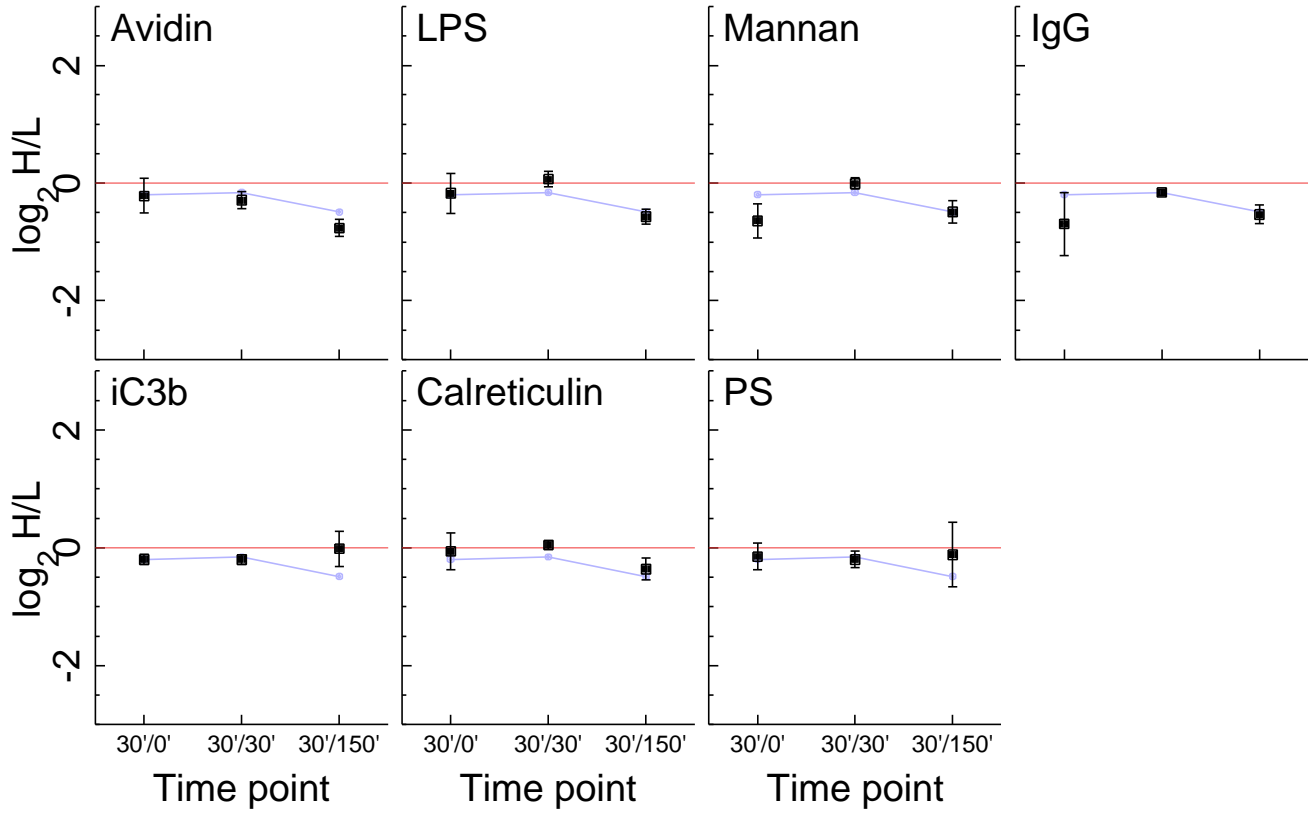 Avidin LPS Mannan IgG
2
0
-2
log2 H/L
iC3b Calreticulin PS
2
0
-2
log2 H/L
30'/0' 30'/30' 30'/150' 30'/0' 30'/30' 30'/150' 30'/0' 30'/30' 30'/150'
Time point Time point Time point